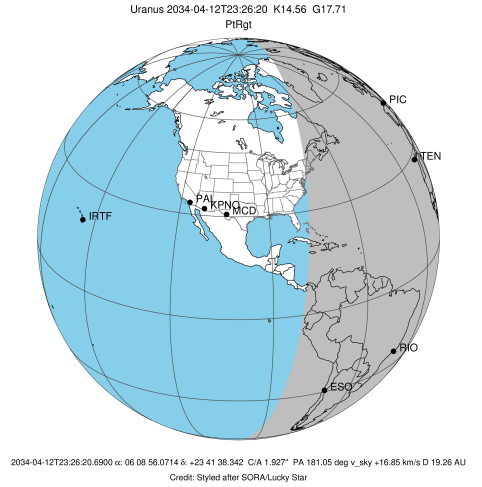 Uranus 2034-04-12T23:26:20 K14.56 G17.71
PtRgt
PIC
TEN
PAL
KPNO
MCD
IRTF
RIO
ESO
2034-04-12T23:26:20.6900 α: 06 08 56.0714 δ: +23 41 38.342 C/A 1.927" PA 181.05 deg v_sky +16.85 km/s D 19.26 AU
Credit: Styled after SORA/Lucky Star